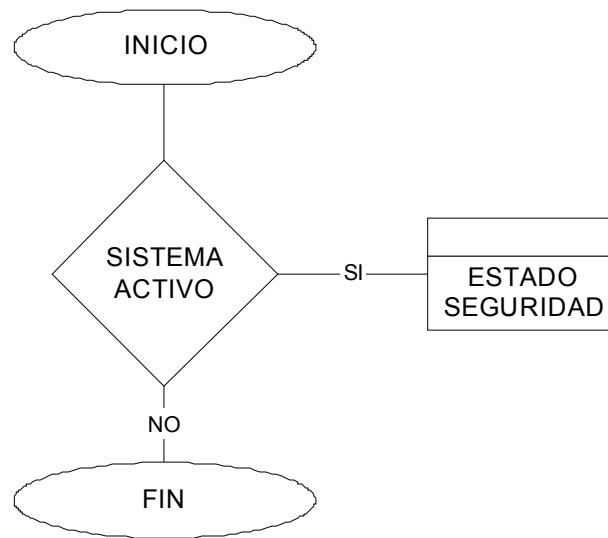 INICIO
SISTEMA
ACTIVO
SI
ESTADO
SEGURIDAD
NO
FIN